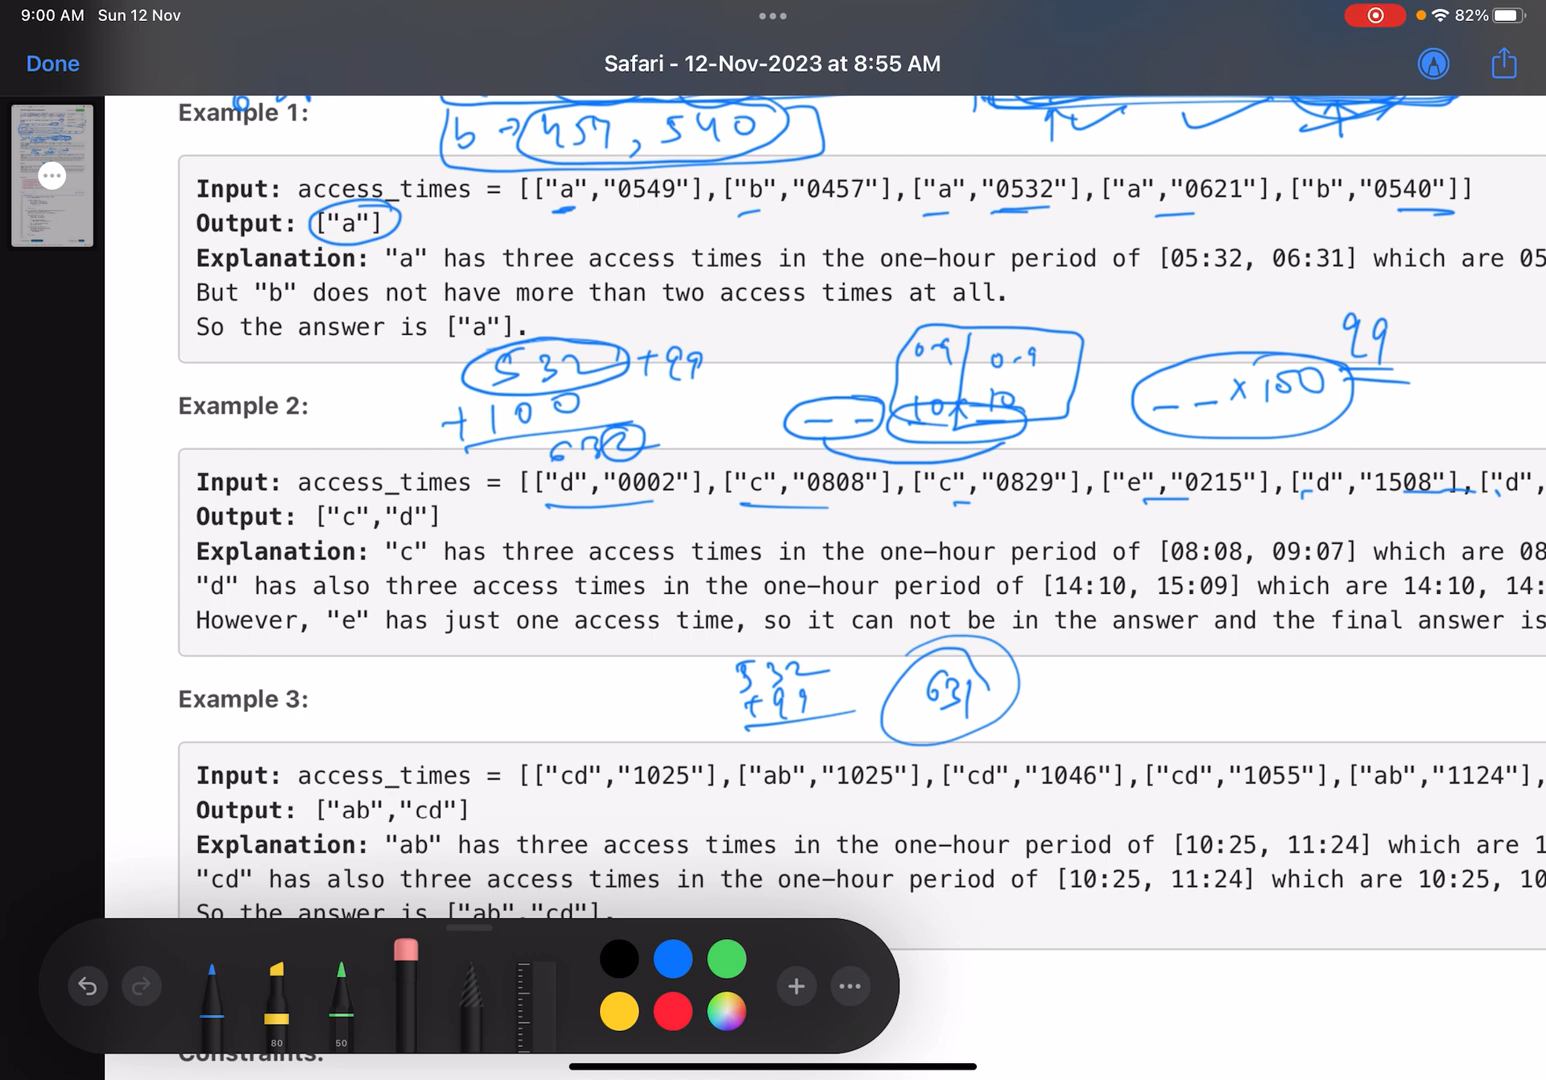 9:00 AM Sun 12 Nov
82%
Done
Safari - 12-Nov-2023 at 8:55 AM
Example 1:
b → 457, 540
Input: access_times = [["a","0549"],["b","0457"],["a","0532"],["a","0621"],["b","0540"]]
Output: ["a"]
Explanation: "a" has three access times in the one-hour period of [05:32, 06:31] which are 05
But "b" does not have more than two access times at all.
So the answer is ["a"].
532 +99
+100
632
0-9 0-9
10 x 10
_ _ x 100
99
Example 2:
Input: access_times = [["d","0002"],["c","0808"],["c","0829"],["e","0215"],["d","1508"],["d",
Output: ["c","d"]
Explanation: "c" has three access times in the one-hour period of [08:08, 09:07] which are 08
"d" has also three access times in the one-hour period of [14:10, 15:09] which are 14:10, 14:
However, "e" has just one access time, so it can not be in the answer and the final answer is
532
+99
631
Example 3:
Input: access_times = [["cd","1025"],["ab","1025"],["cd","1046"],["cd","1055"],["ab","1124"],
Output: ["ab","cd"]
Explanation: "ab" has three access times in the one-hour period of [10:25, 11:24] which are 1
"cd" has also three access times in the one-hour period of [10:25, 11:24] which are 10:25, 10
So the answer is ["ab","cd"].
80
50
Constraints: